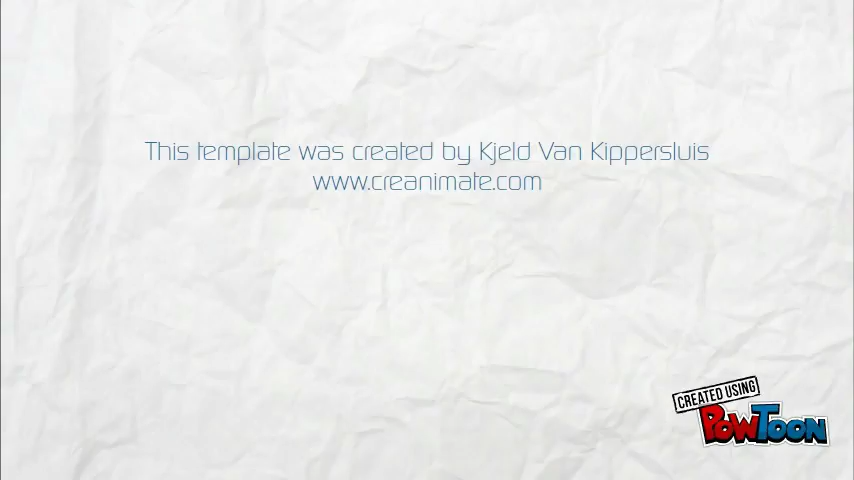 This template was created by Kjeld Van Kippersluis
www.creanimate.com
CREATED USING
POWTOON